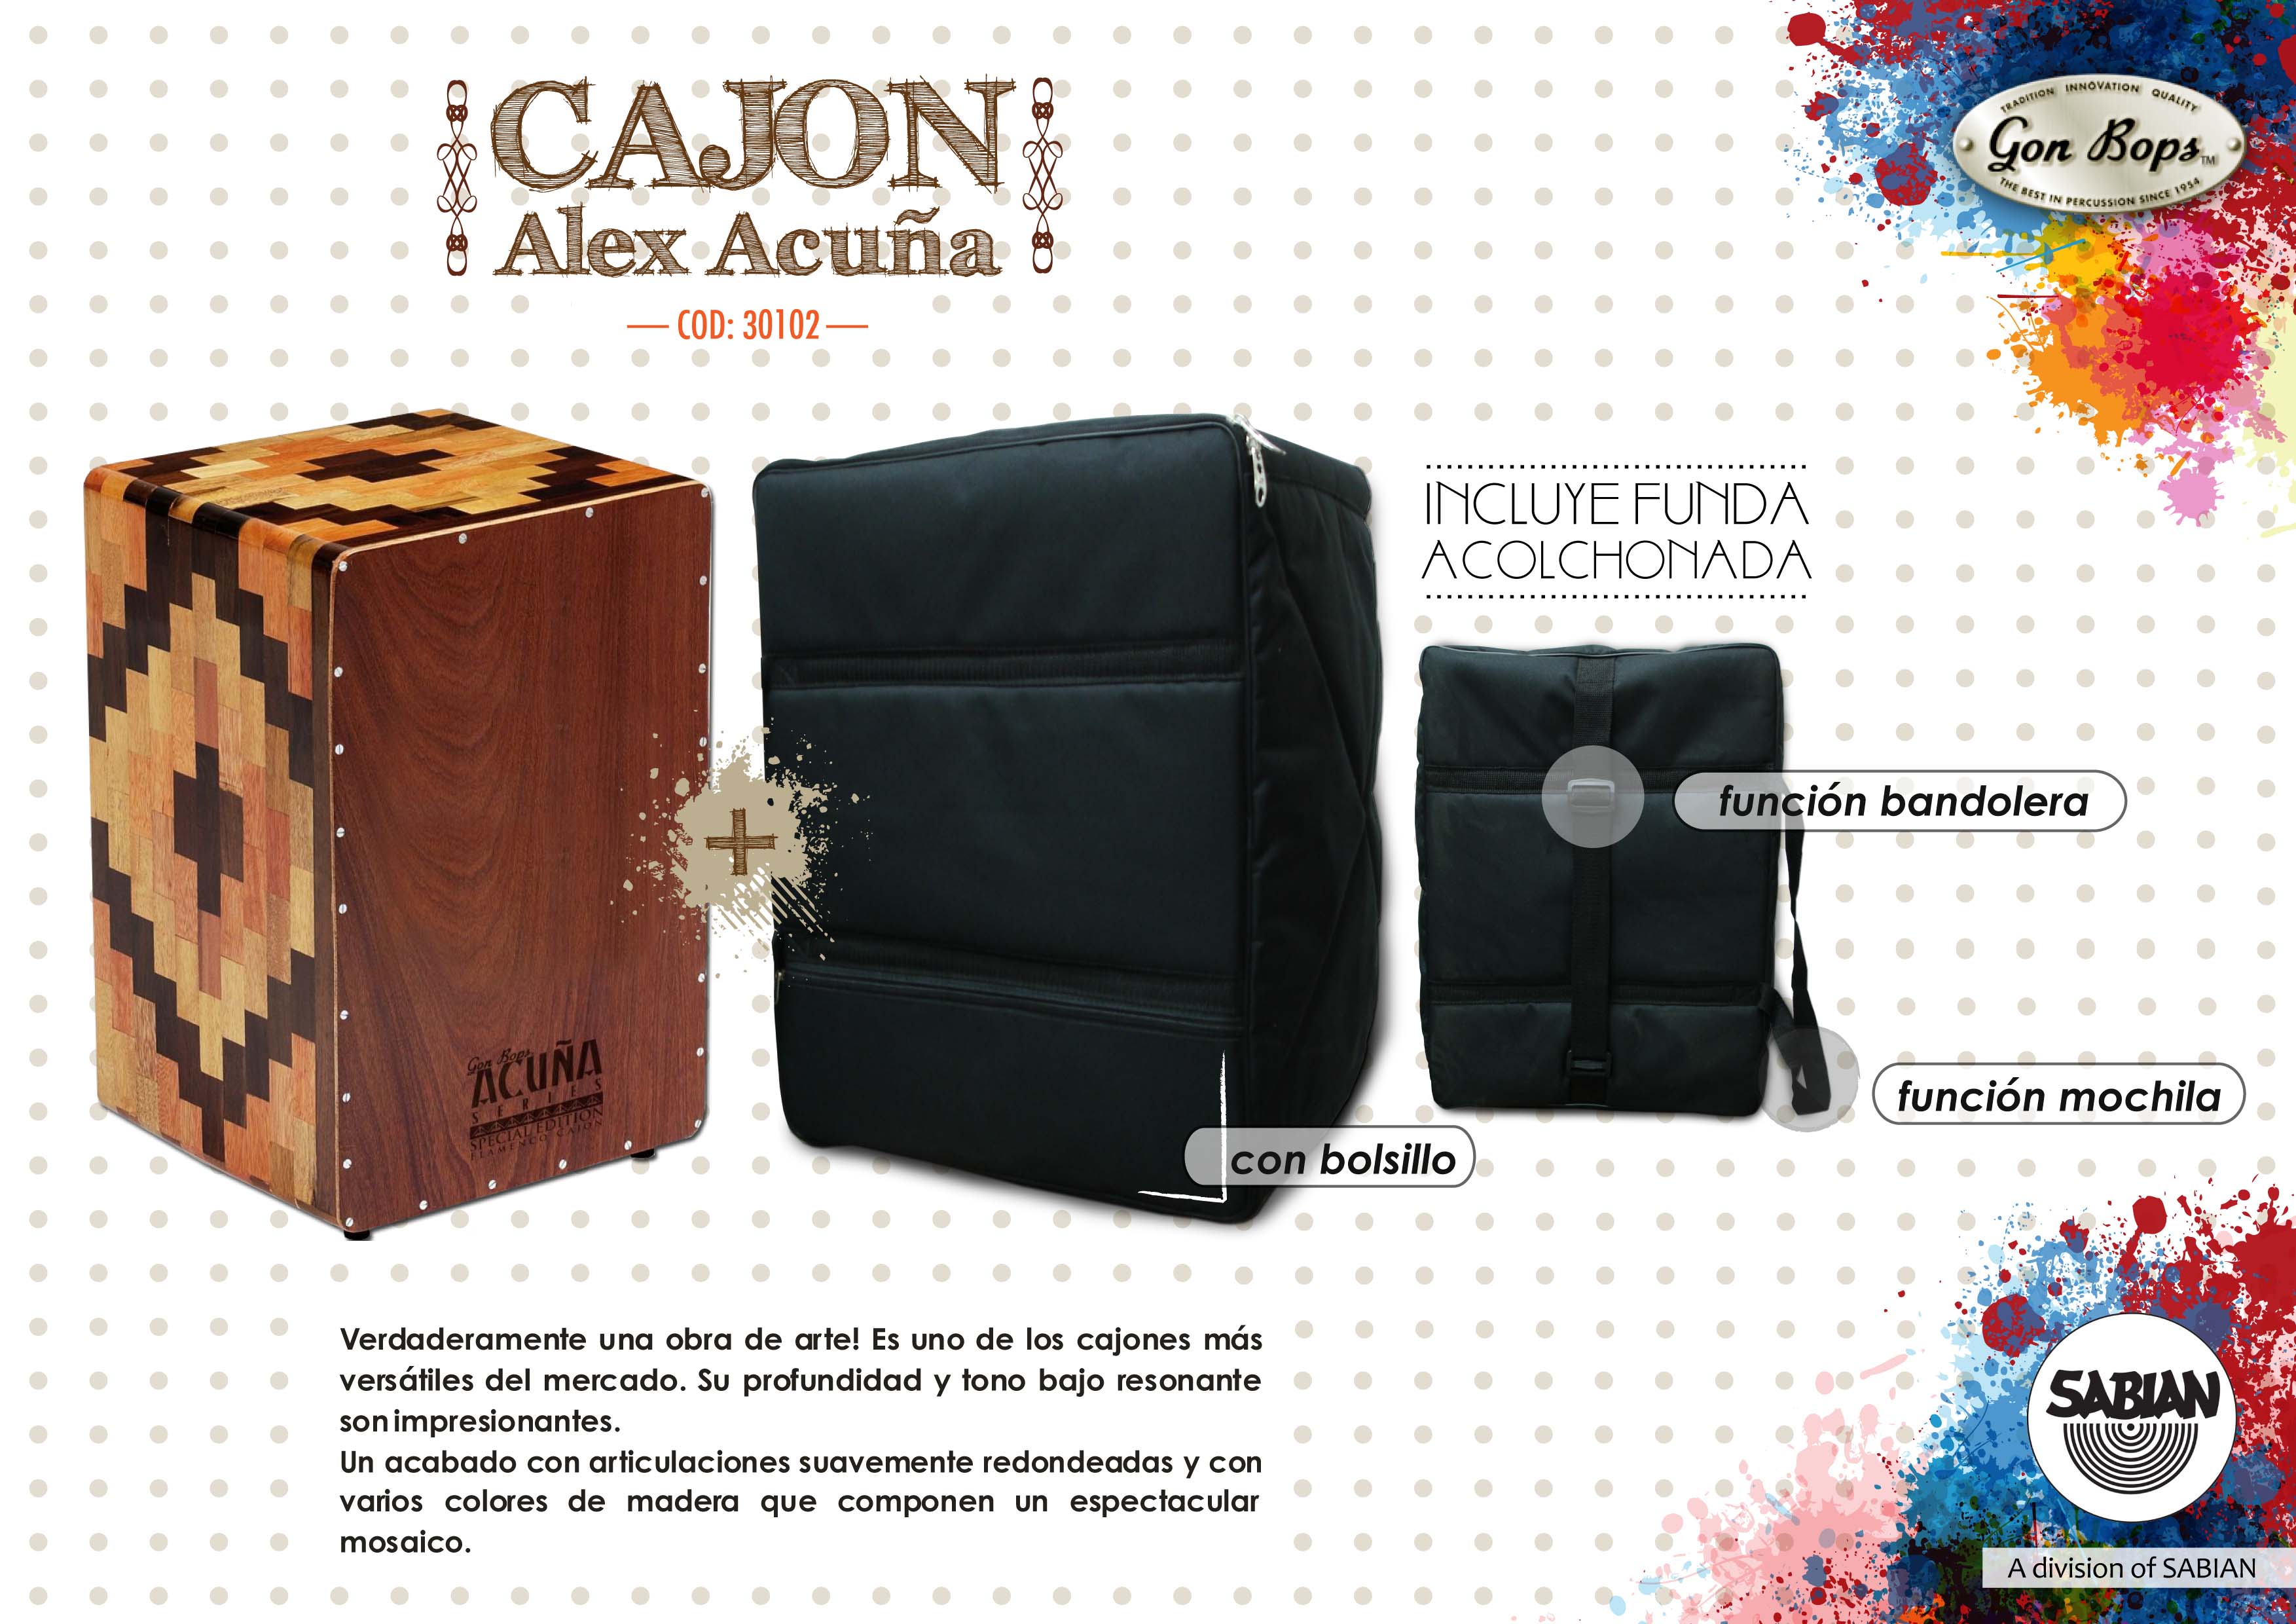 CAJON
Alex Acuña
COD: 30102
TRADITION INNOVATION QUALITY
Gon Bops™
THE BEST IN PERCUSSION SINCE 1954
INCLUYE FUNDA
ACOLCHONADA
+
función bandolera
función mochila
con bolsillo
Gon Bops
ACUÑA
SERIES
SPECIAL EDITION
FLAMENCO CAJON
Verdaderamente una obra de arte! Es uno de los cajones más
versátiles del mercado. Su profundidad y tono bajo resonante
son impresionantes.
Un acabado con articulaciones suavemente redondeadas y con
varios colores de madera que componen un espectacular
mosaico.
SABIAN
A division of SABIAN